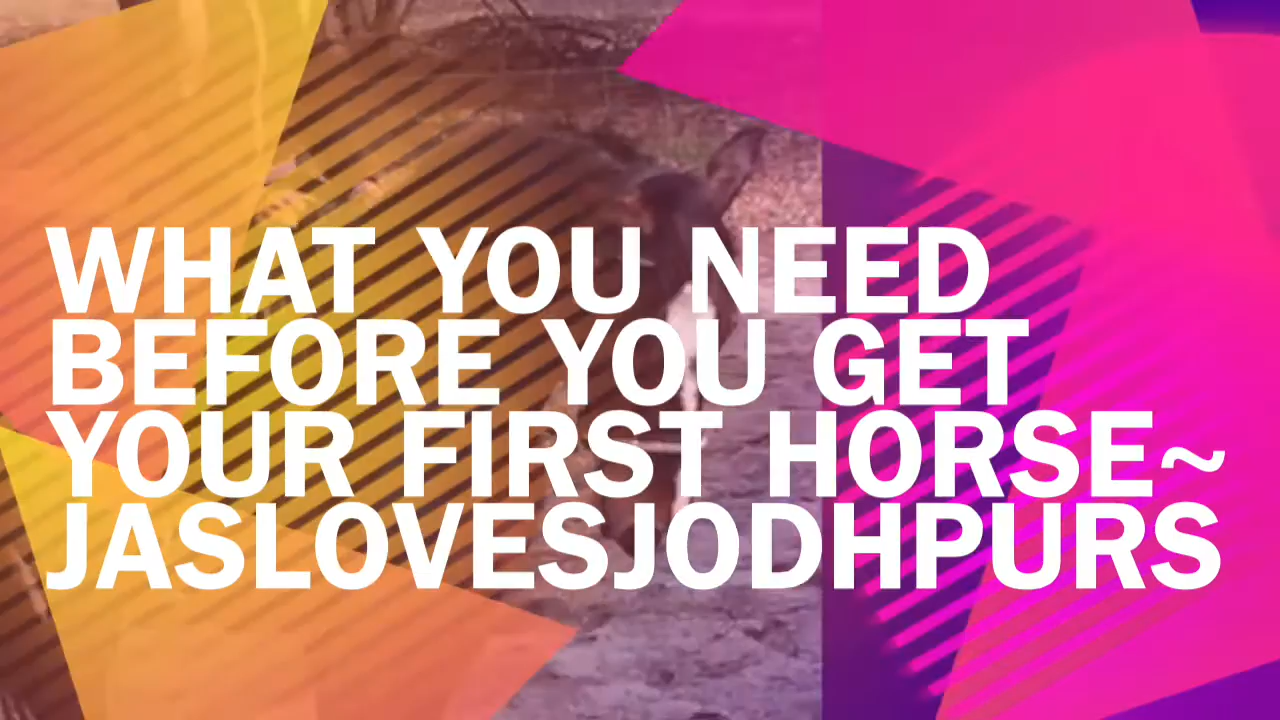 WHAT YOU NEED
BEFORE YOU GET
YOUR FIRST HORSE~
JASLOVESJODHPURS